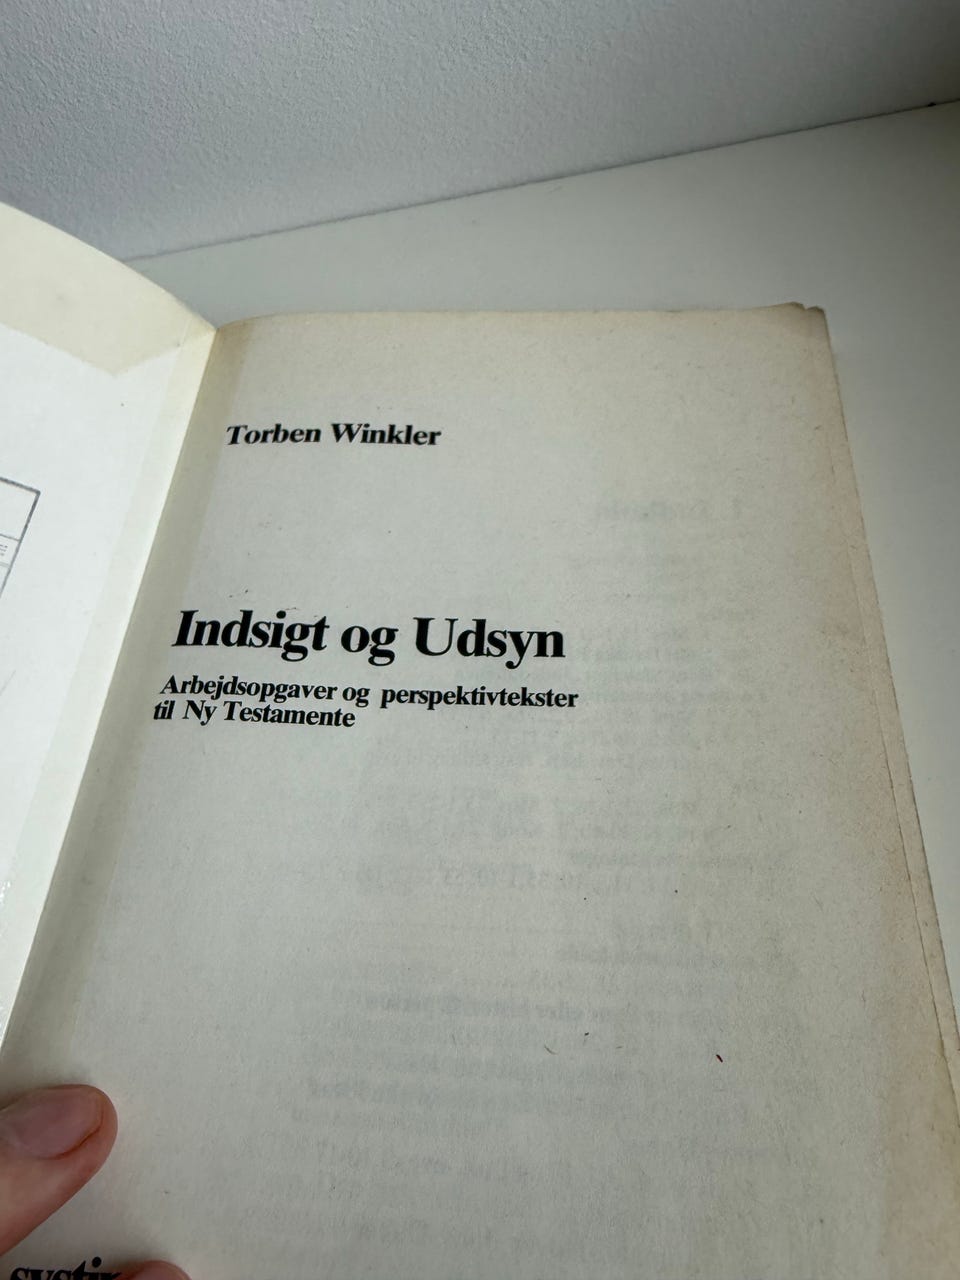 Torben Winkler
Indsigt og Udsyn
Arbejdsopgaver og perspektivtekster
til Ny Testamente